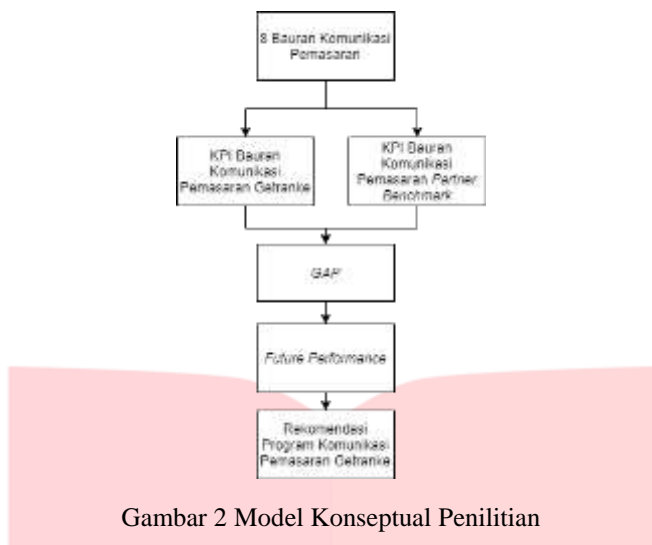 8 Bauran Komunikasi
Pemasaran
KPI Bauran
Komunikasi
Pemasaran Getranke
KPI Bauran
Komunikasi
Pemasaran Partner
Benchmark
GAP
Future Performance
Rekomendasi
Program Komunikasi
Pemasaran Getranke
Gambar 2 Model Konseptual Penilitian